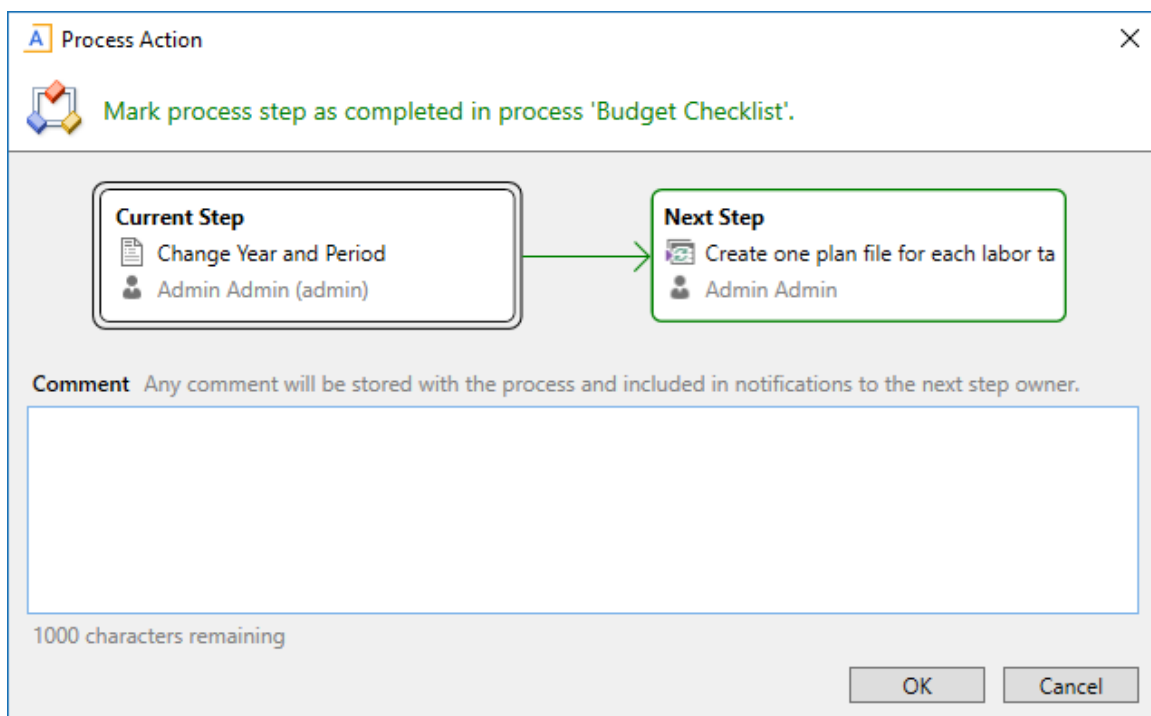 A Process Action
Mark process step as completed in process 'Budget Checklist'.
Current Step
Change Year and Period
Admin Admin (admin)
Next Step
Create one plan file for each labor ta
Admin Admin
Comment Any comment will be stored with the process and included in notifications to the next step owner.
1000 characters remaining
OK Cancel